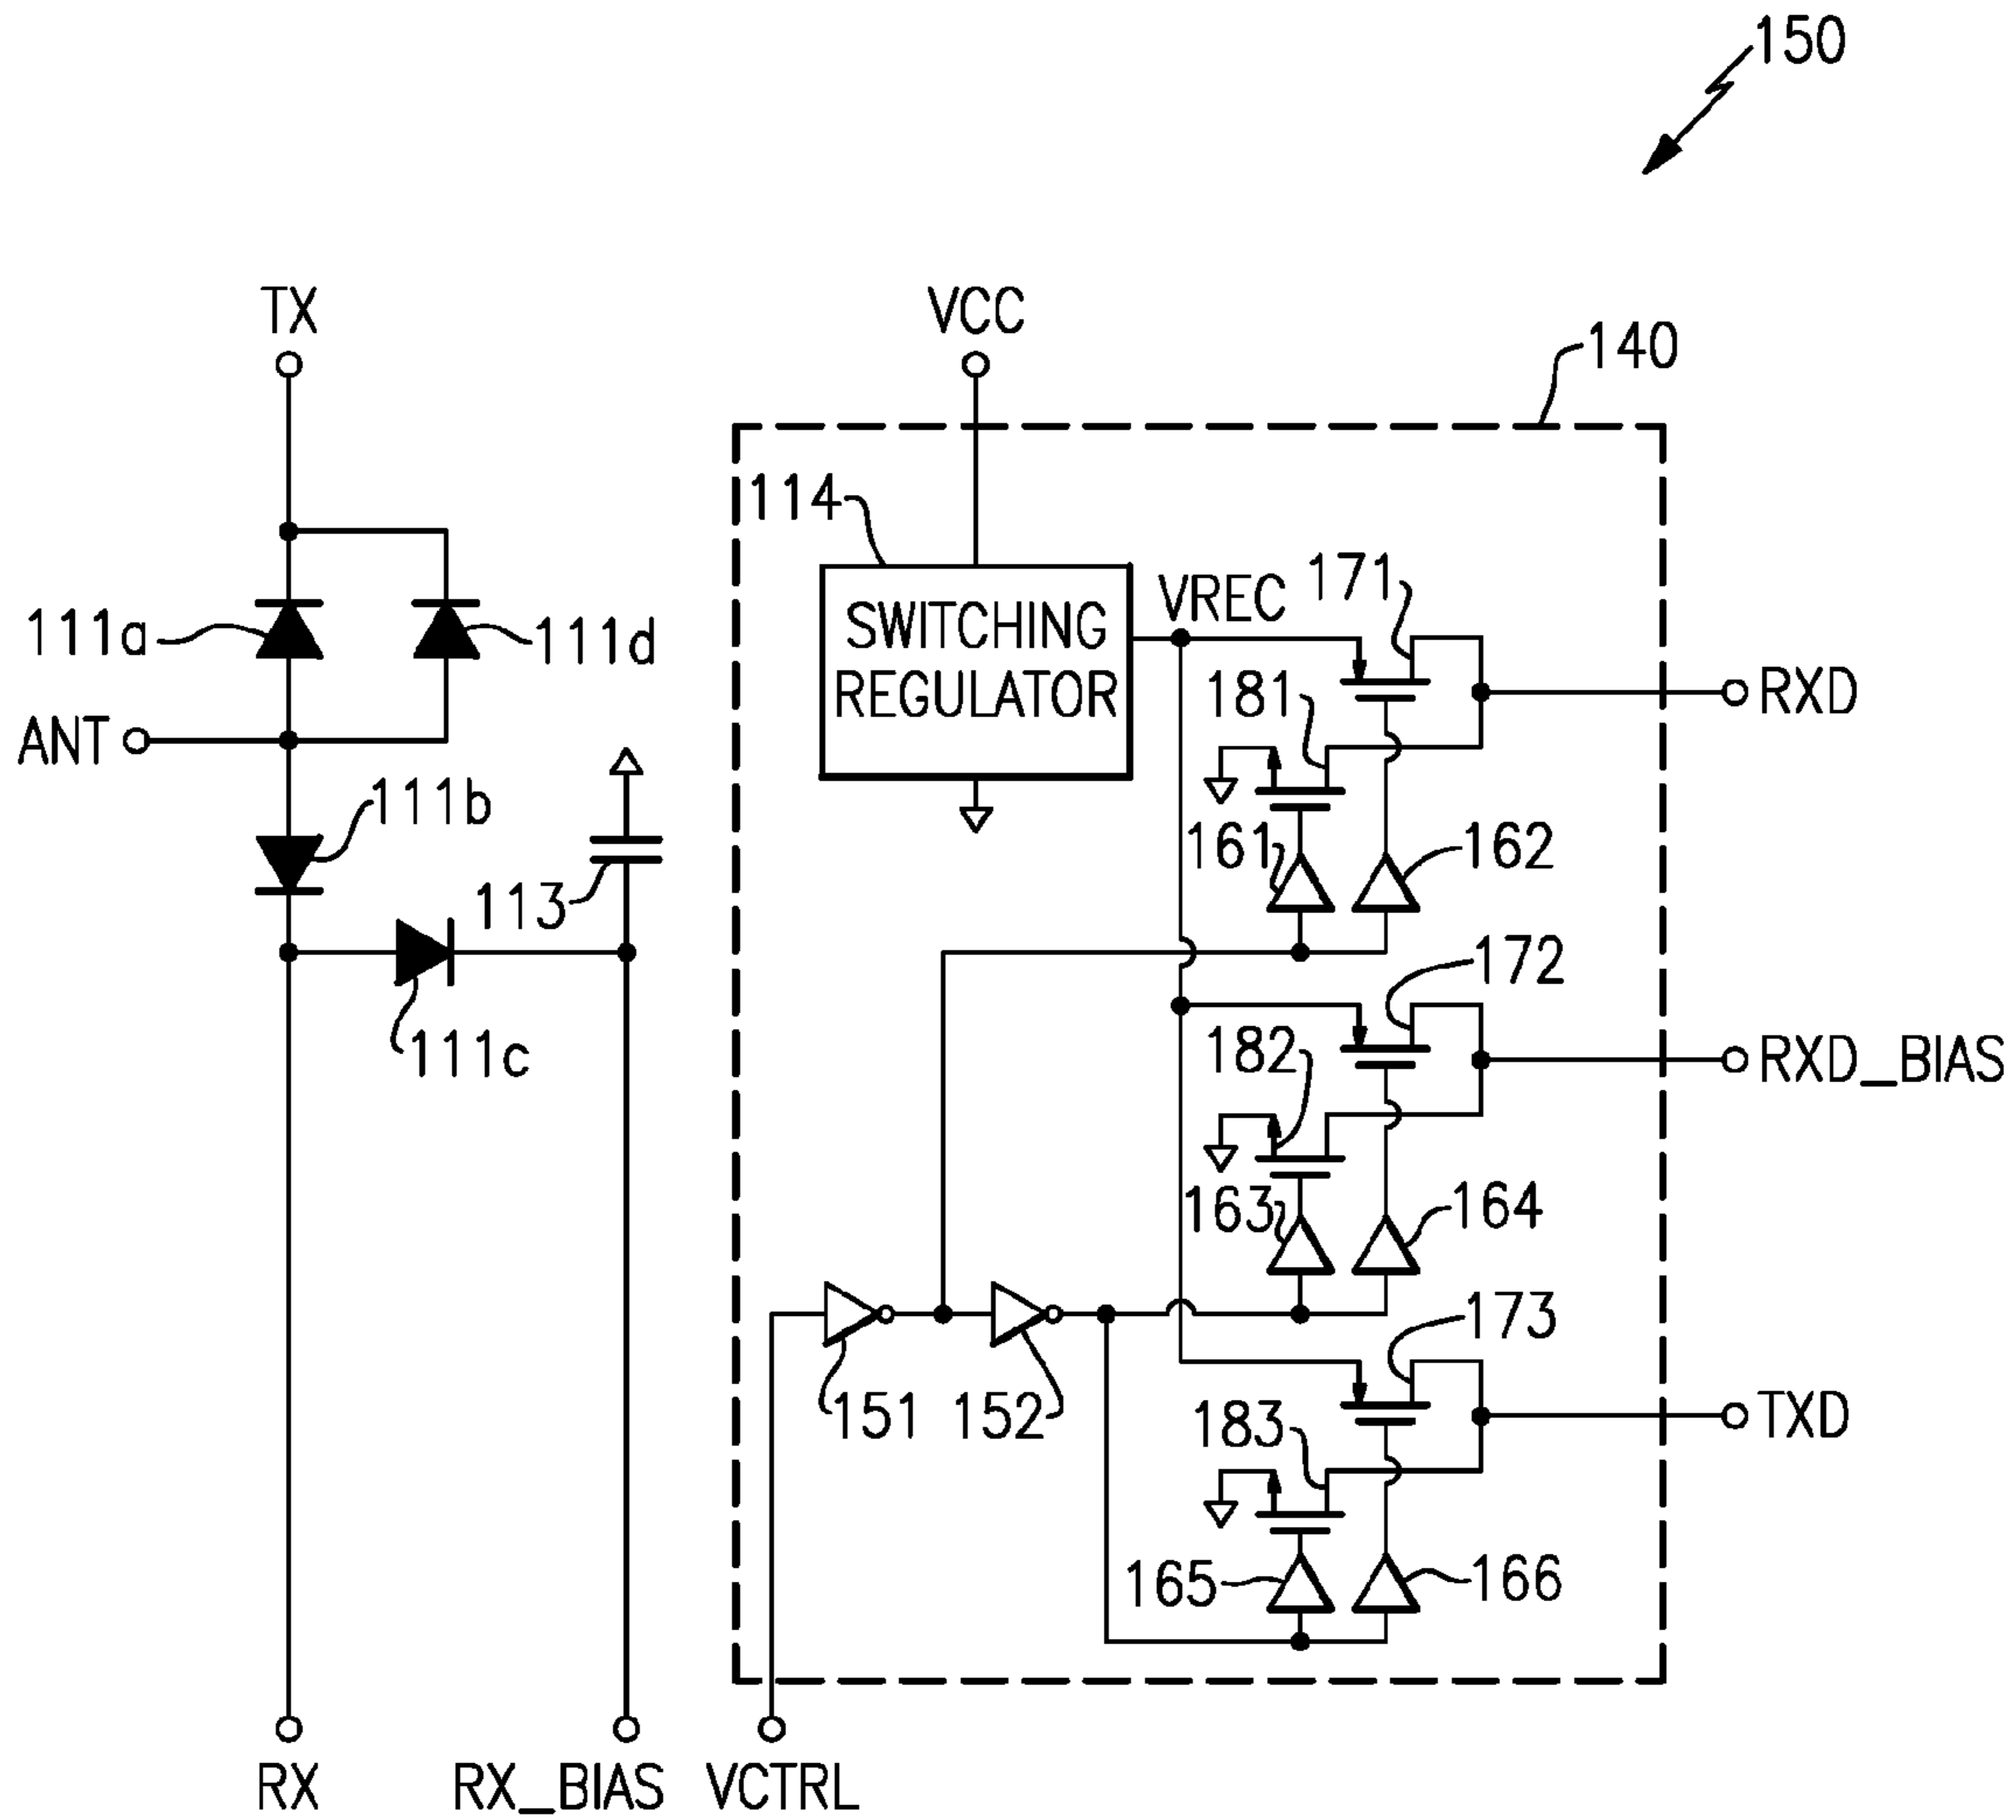 150
TX
VCC
140
114
SWITCHING
REGULATOR
VREC
171
111a
111d
181
RXD
ANT
111b
161
162
113
172
111c
182
RXD_BIAS
163
164
173
151
152
183
TXD
165
166
RX
RX_BIAS
VCTRL